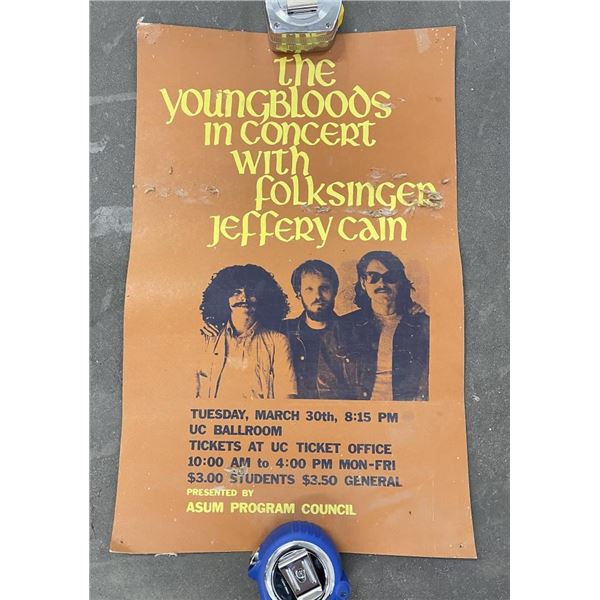 the
youngbloods
in concert
with
folksinger
jeffery cain
TUESDAY, MARCH 30th, 8:15 PM
UC BALLROOM
TICKETS AT UC TICKET OFFICE
10:00 AM to 4:00 PM MON-FRI
$3.00 STUDENTS $3.50 GENERAL
PRESENTED BY
ASUM PROGRAM COUNCIL